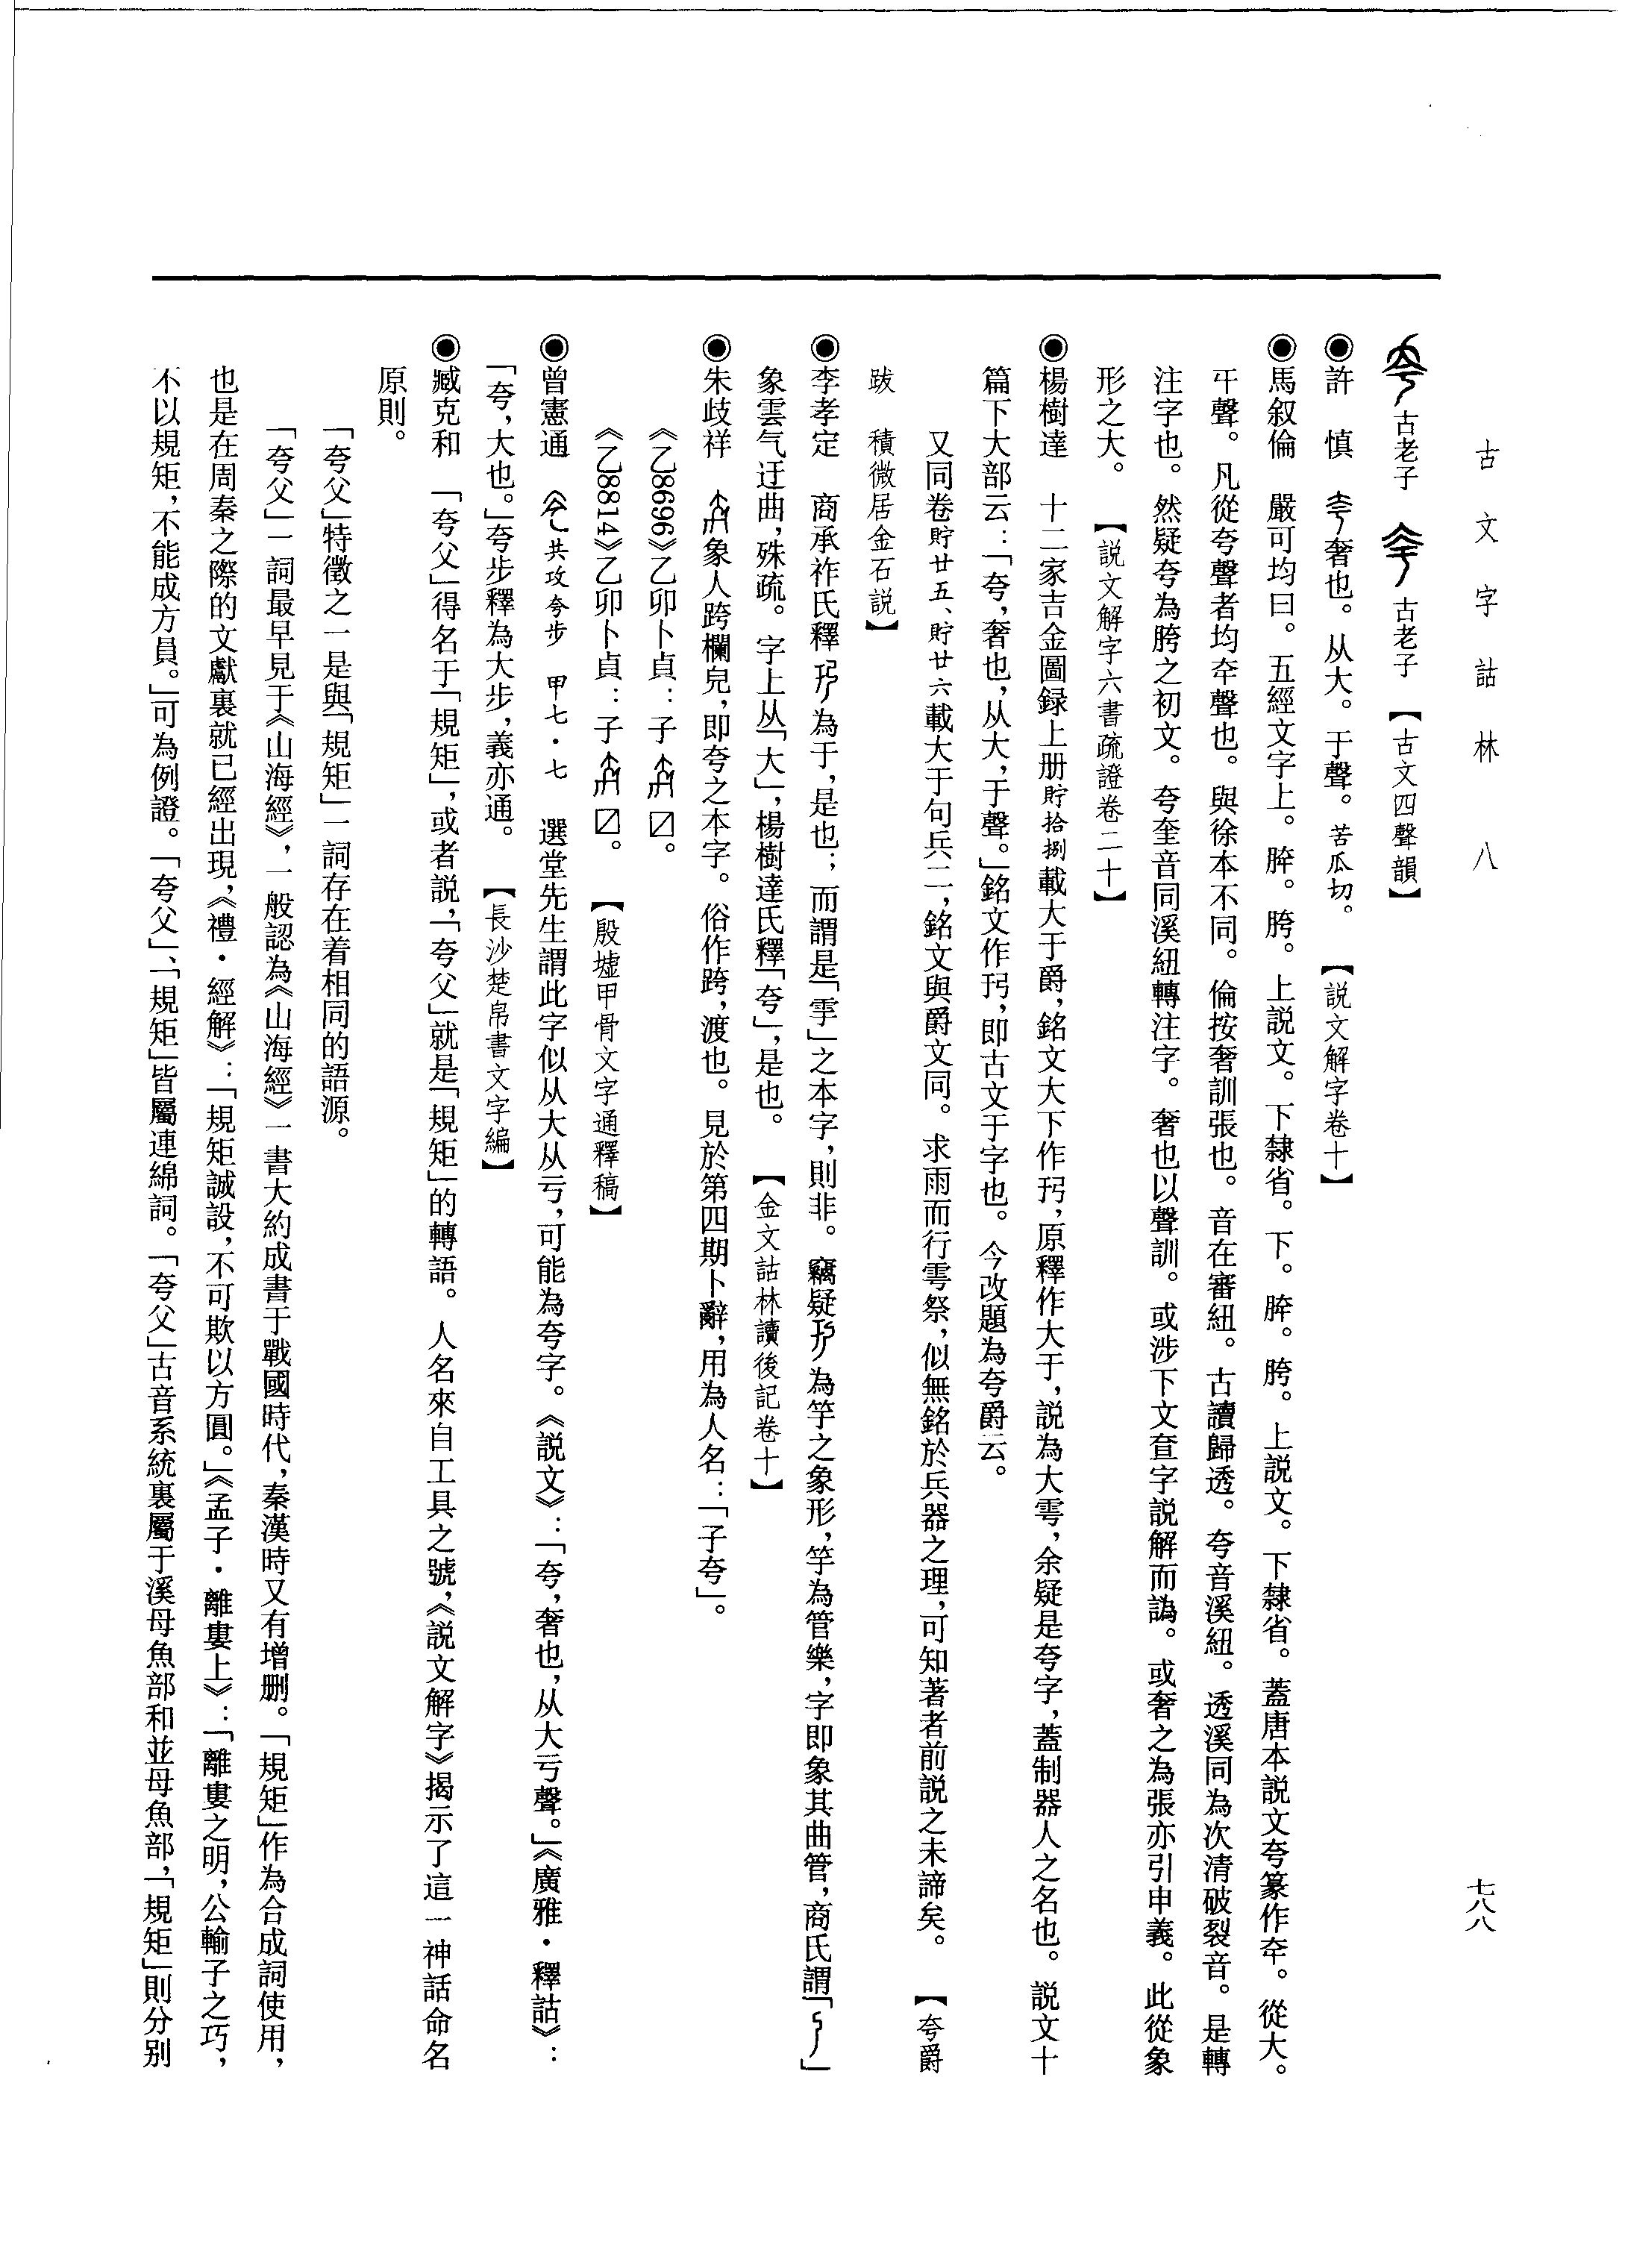 古文字詁林 八
七八八
古老子 古老子 【古文四聲韻】
◉許 慎 奢也。从大。于聲。苦瓜切。 【説文解字卷十】
◉馬叙倫 嚴可均曰。五經文字上。䏦。胯。上説文。下隸省。下。䏦。胯。上説文。下隸省。蓋唐本説文夸篆作㚎。從大。
㚎聲。凡從夸聲者均㚎聲也。與徐本不同。倫按奢訓張也。音在審紐。古讀歸透。夸音溪紐。透溪同為次清破裂音。是轉
注字也。然疑夸為胯之初文。夸奎音同溪紐轉注字。奢也以聲訓。或涉下文查字説解而譌。或奢之為張亦引申義。此從象
形之大。 【説文解字六書疏證卷二十】
◉楊樹達 十二家吉金圖録上册貯拾捌載大于爵，銘文大下作㧉，原釋作大于，説為大雩，余疑是夸字，蓋制器人之名也。説文十
篇下大部云：「夸，奢也，从大，于聲。」銘文作㧉，即古文于字也。今改題為夸爵云。
又同卷貯廿五、貯廿六載大于句兵二，銘文與爵文同。求雨而行雩祭，似無銘於兵器之理，可知著者前説之未諦矣。 【夸爵
跋 積微居金石説】
◉李孝定 商承祚氏釋為于，是也；而謂是「雩」之本字，則非。竊疑為竽之象形，竽為管樂，字即象其曲管，商氏謂「」
象雲气迂曲，殊疏。字上从「大」，楊樹達氏釋「夸」，是也。 【金文詁林讀後記卷十】
◉朱歧祥 象人跨欄皃，即夸之本字。俗作跨，渡也。見於第四期卜辭，用為人名：「子夸」。
《乙8696》乙卯卜貞：子〼。
《乙8814》乙卯卜貞：子〼。 【殷墟甲骨文字通釋稿】
◉曾憲通 共攻夸步 甲七·七 選堂先生謂此字似从大从亏，可能為夸字。《説文》：「夸，奢也，从大亏聲。」《廣雅·釋詁》：
「夸，大也。」夸步釋為大步，義亦通。 【長沙楚帛書文字編】
◉臧克和 「夸父」得名于「規矩」，或者説，「夸父」就是「規矩」的轉語。人名來自工具之號，《説文解字》揭示了這一神話命名
原則。
「夸父」特徵之一是與「規矩」一詞存在着相同的語源。
「夸父」一詞最早見于《山海經》，一般認為《山海經》一書大約成書于戰國時代，秦漢時又有增删。「規矩」作為合成詞使用，
也是在周秦之際的文獻裏就已經出現，《禮·經解》：「規矩誠設，不可欺以方圓。」《孟子·離婁上》：「離婁之明，公輸子之巧，
不以規矩，不能成方員。」可為例證。「夸父」、「規矩」皆屬連綿詞。「夸父」古音系統裏屬于溪母魚部和並母魚部，「規矩」則分别